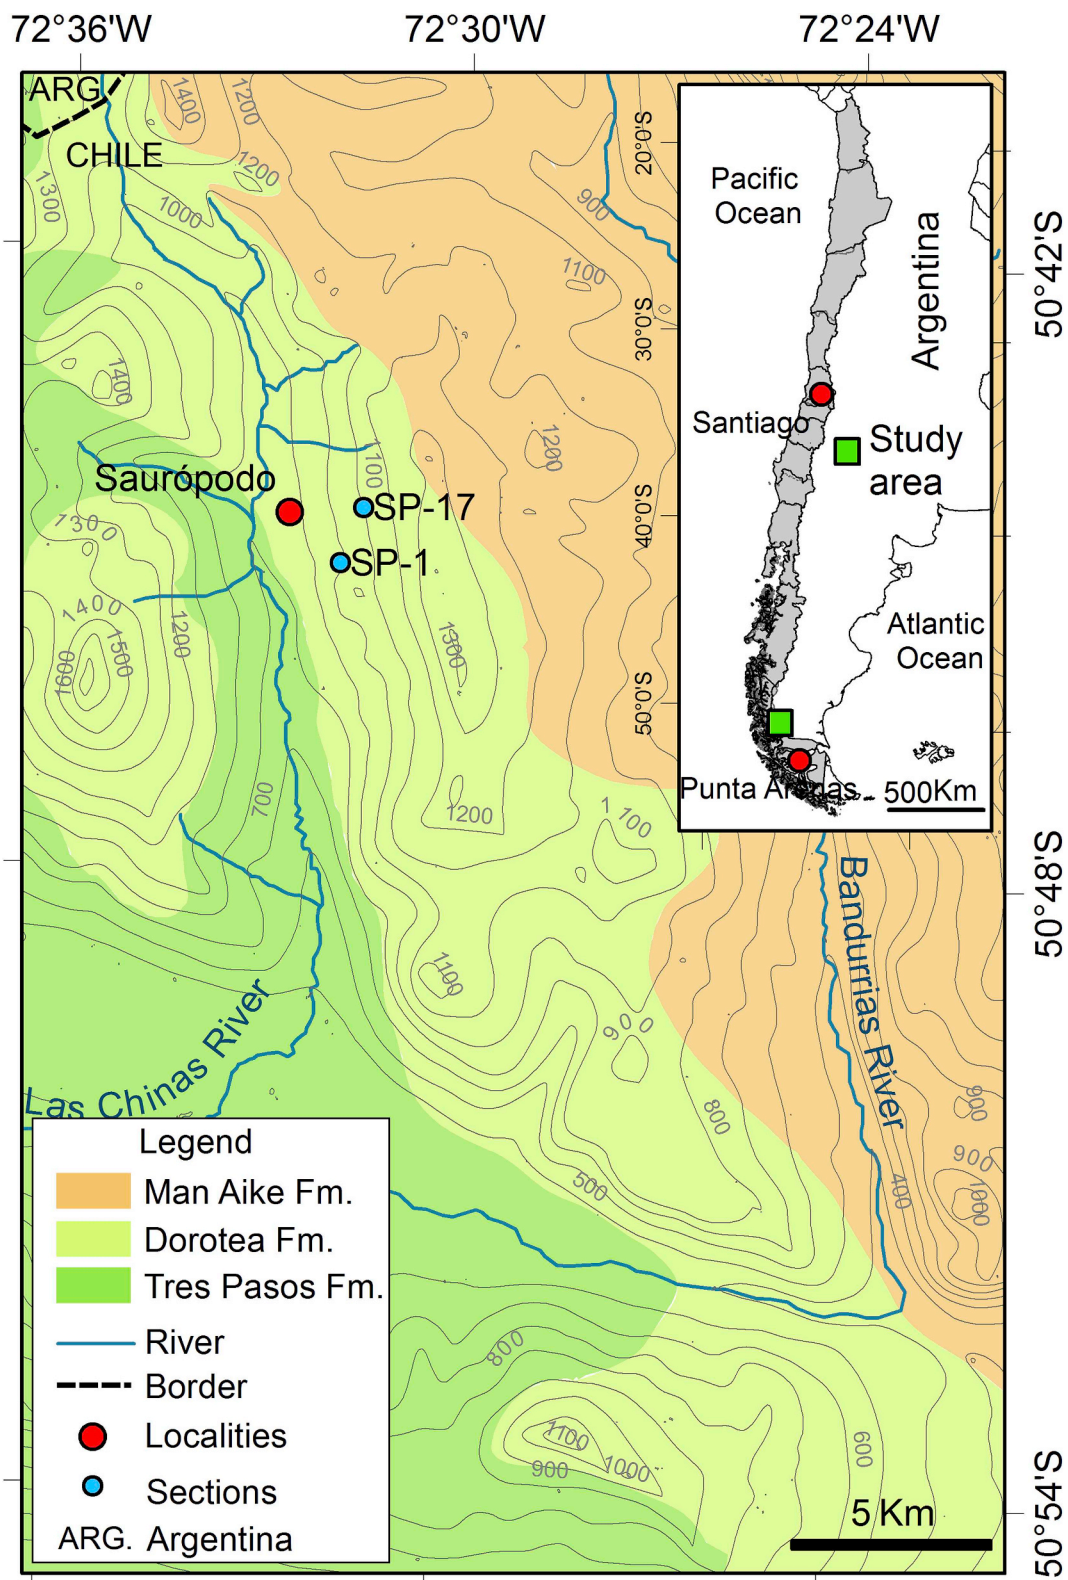 72°36'W
72°30'W
72°24'W
ARG.
CHILE
1400
1200
1200
1300
1000
900
1100
20°0'S
30°0'S
40°0'S
50°0'S
Pacific
Ocean
Argentina
Santiago
Study
area
Atlantic
Ocean
Punta Arenas
500Km
50°42'S
50°48'S
50°54'S
1400
1100
1200
Saurópodo
SP-17
SP-1
1300
1400
1500
1600
1200
1300
700
1200
1 100
1100
900
800
500
Las Chinas River
Bandurrias River
900
900
1000
400
800
1100
1000
900
600
Legend
Man Aike Fm.
Dorotea Fm.
Tres Pasos Fm.
River
Border
Localities
Sections
ARG. Argentina
5 Km